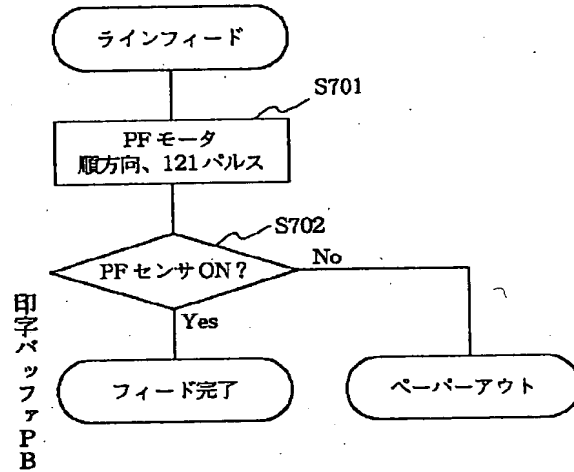 ラインフィード
S701
PFモータ
順方向、121パルス
S702
PFセンサON?
No
Yes
印字バッファPB
フィード完了
ペーパーアウト